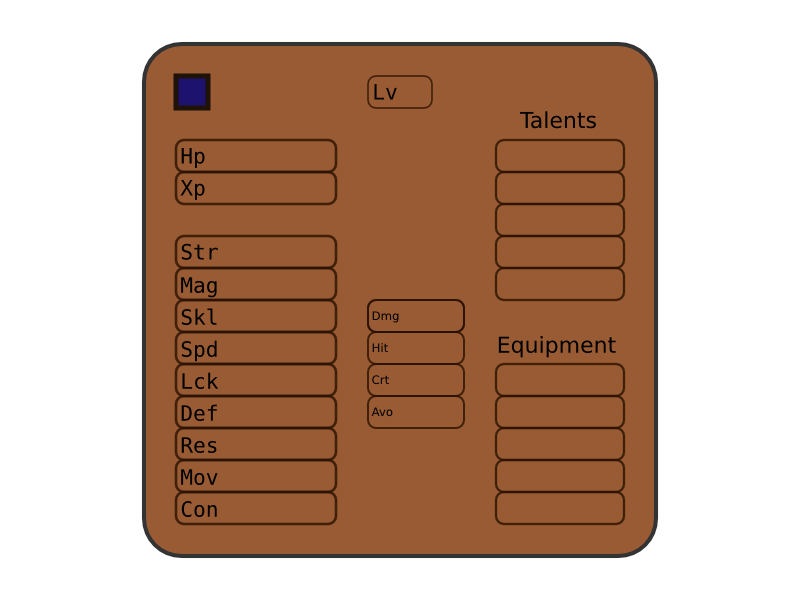 Lv
Talents
Hp
Xp
Str
Mag
Skl
Spd
Lck
Def
Res
Mov
Con
Dmg
Hit
Crt
Avo
Equipment